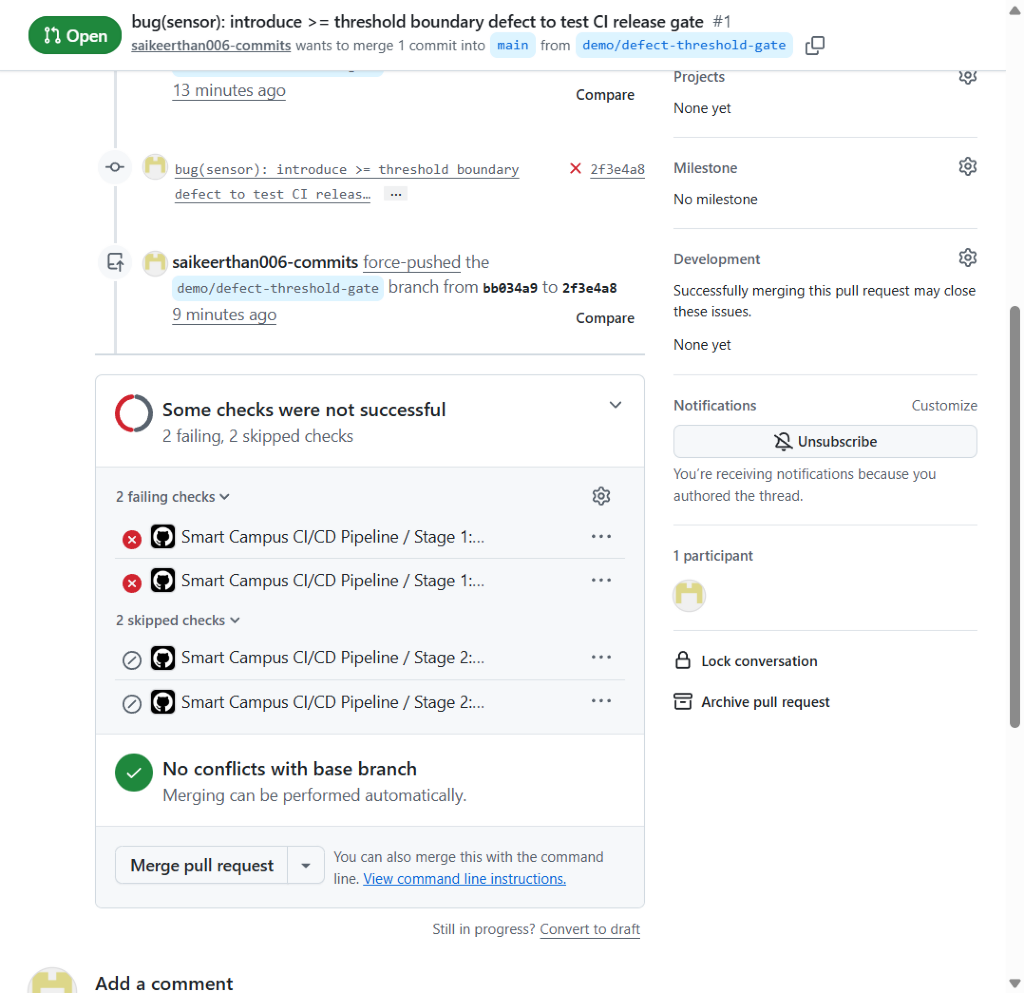 Open
bug(sensor): introduce >= threshold boundary defect to test CI release gate #1
saikeerthan006-commits wants to merge 1 commit into main from demo/defect-threshold-gate
13 minutes ago
Compare
bug(sensor): introduce >= threshold boundary
defect to test CI releas…
...
2f3e4a8
saikeerthan006-commits force-pushed the
demo/defect-threshold-gate branch from bb034a9 to 2f3e4a8
9 minutes ago
Compare
Some checks were not successful
2 failing, 2 skipped checks
2 failing checks
Smart Campus CI/CD Pipeline / Stage 1:...
Smart Campus CI/CD Pipeline / Stage 1:...
2 skipped checks
Smart Campus CI/CD Pipeline / Stage 2:...
Smart Campus CI/CD Pipeline / Stage 2:...
No conflicts with base branch
Merging can be performed automatically.
Merge pull request
You can also merge this with the command
line. View command line instructions.
Still in progress? Convert to draft
Add a comment
Projects
None yet
Milestone
No milestone
Development
Successfully merging this pull request may close
these issues.
None yet
Notifications
Customize
Unsubscribe
You're receiving notifications because you
authored the thread.
1 participant
Lock conversation
Archive pull request